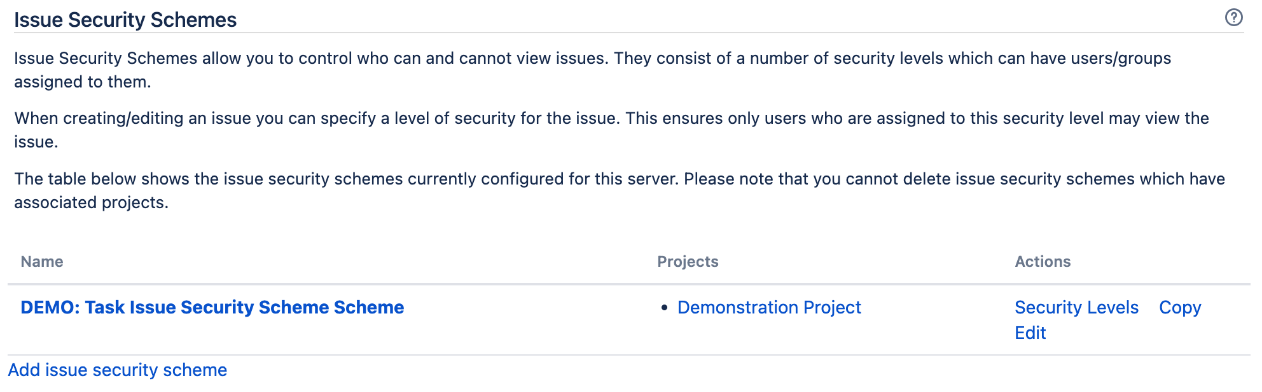 Issue Security Schemes
Issue Security Schemes allow you to control who can and cannot view issues. They consist of a number of security levels which can have users/groups
assigned to them.
When creating/editing an issue you can specify a level of security for the issue. This ensures only users who are assigned to this security level may view the
issue.
The table below shows the issue security schemes currently configured for this server. Please note that you cannot delete issue security schemes which have
associated projects.
Name Projects Actions
DEMO: Task Issue Security Scheme Scheme • Demonstration Project Security Levels Copy
Edit
Add issue security scheme